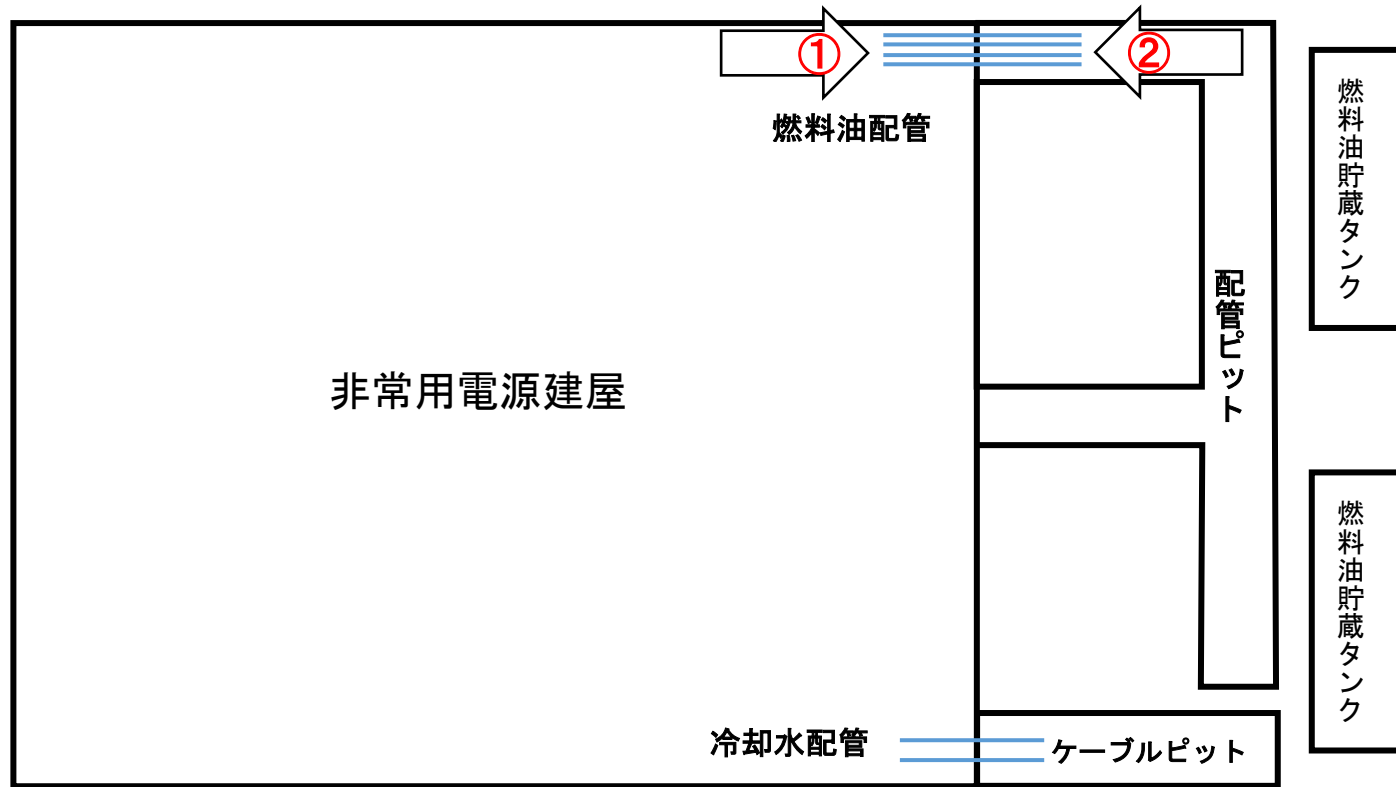 ①
②
燃料油配管
燃料油貯蔵タンク
配管ピット
非常用電源建屋
燃料油貯蔵タンク
冷却水配管
ケーブルピット